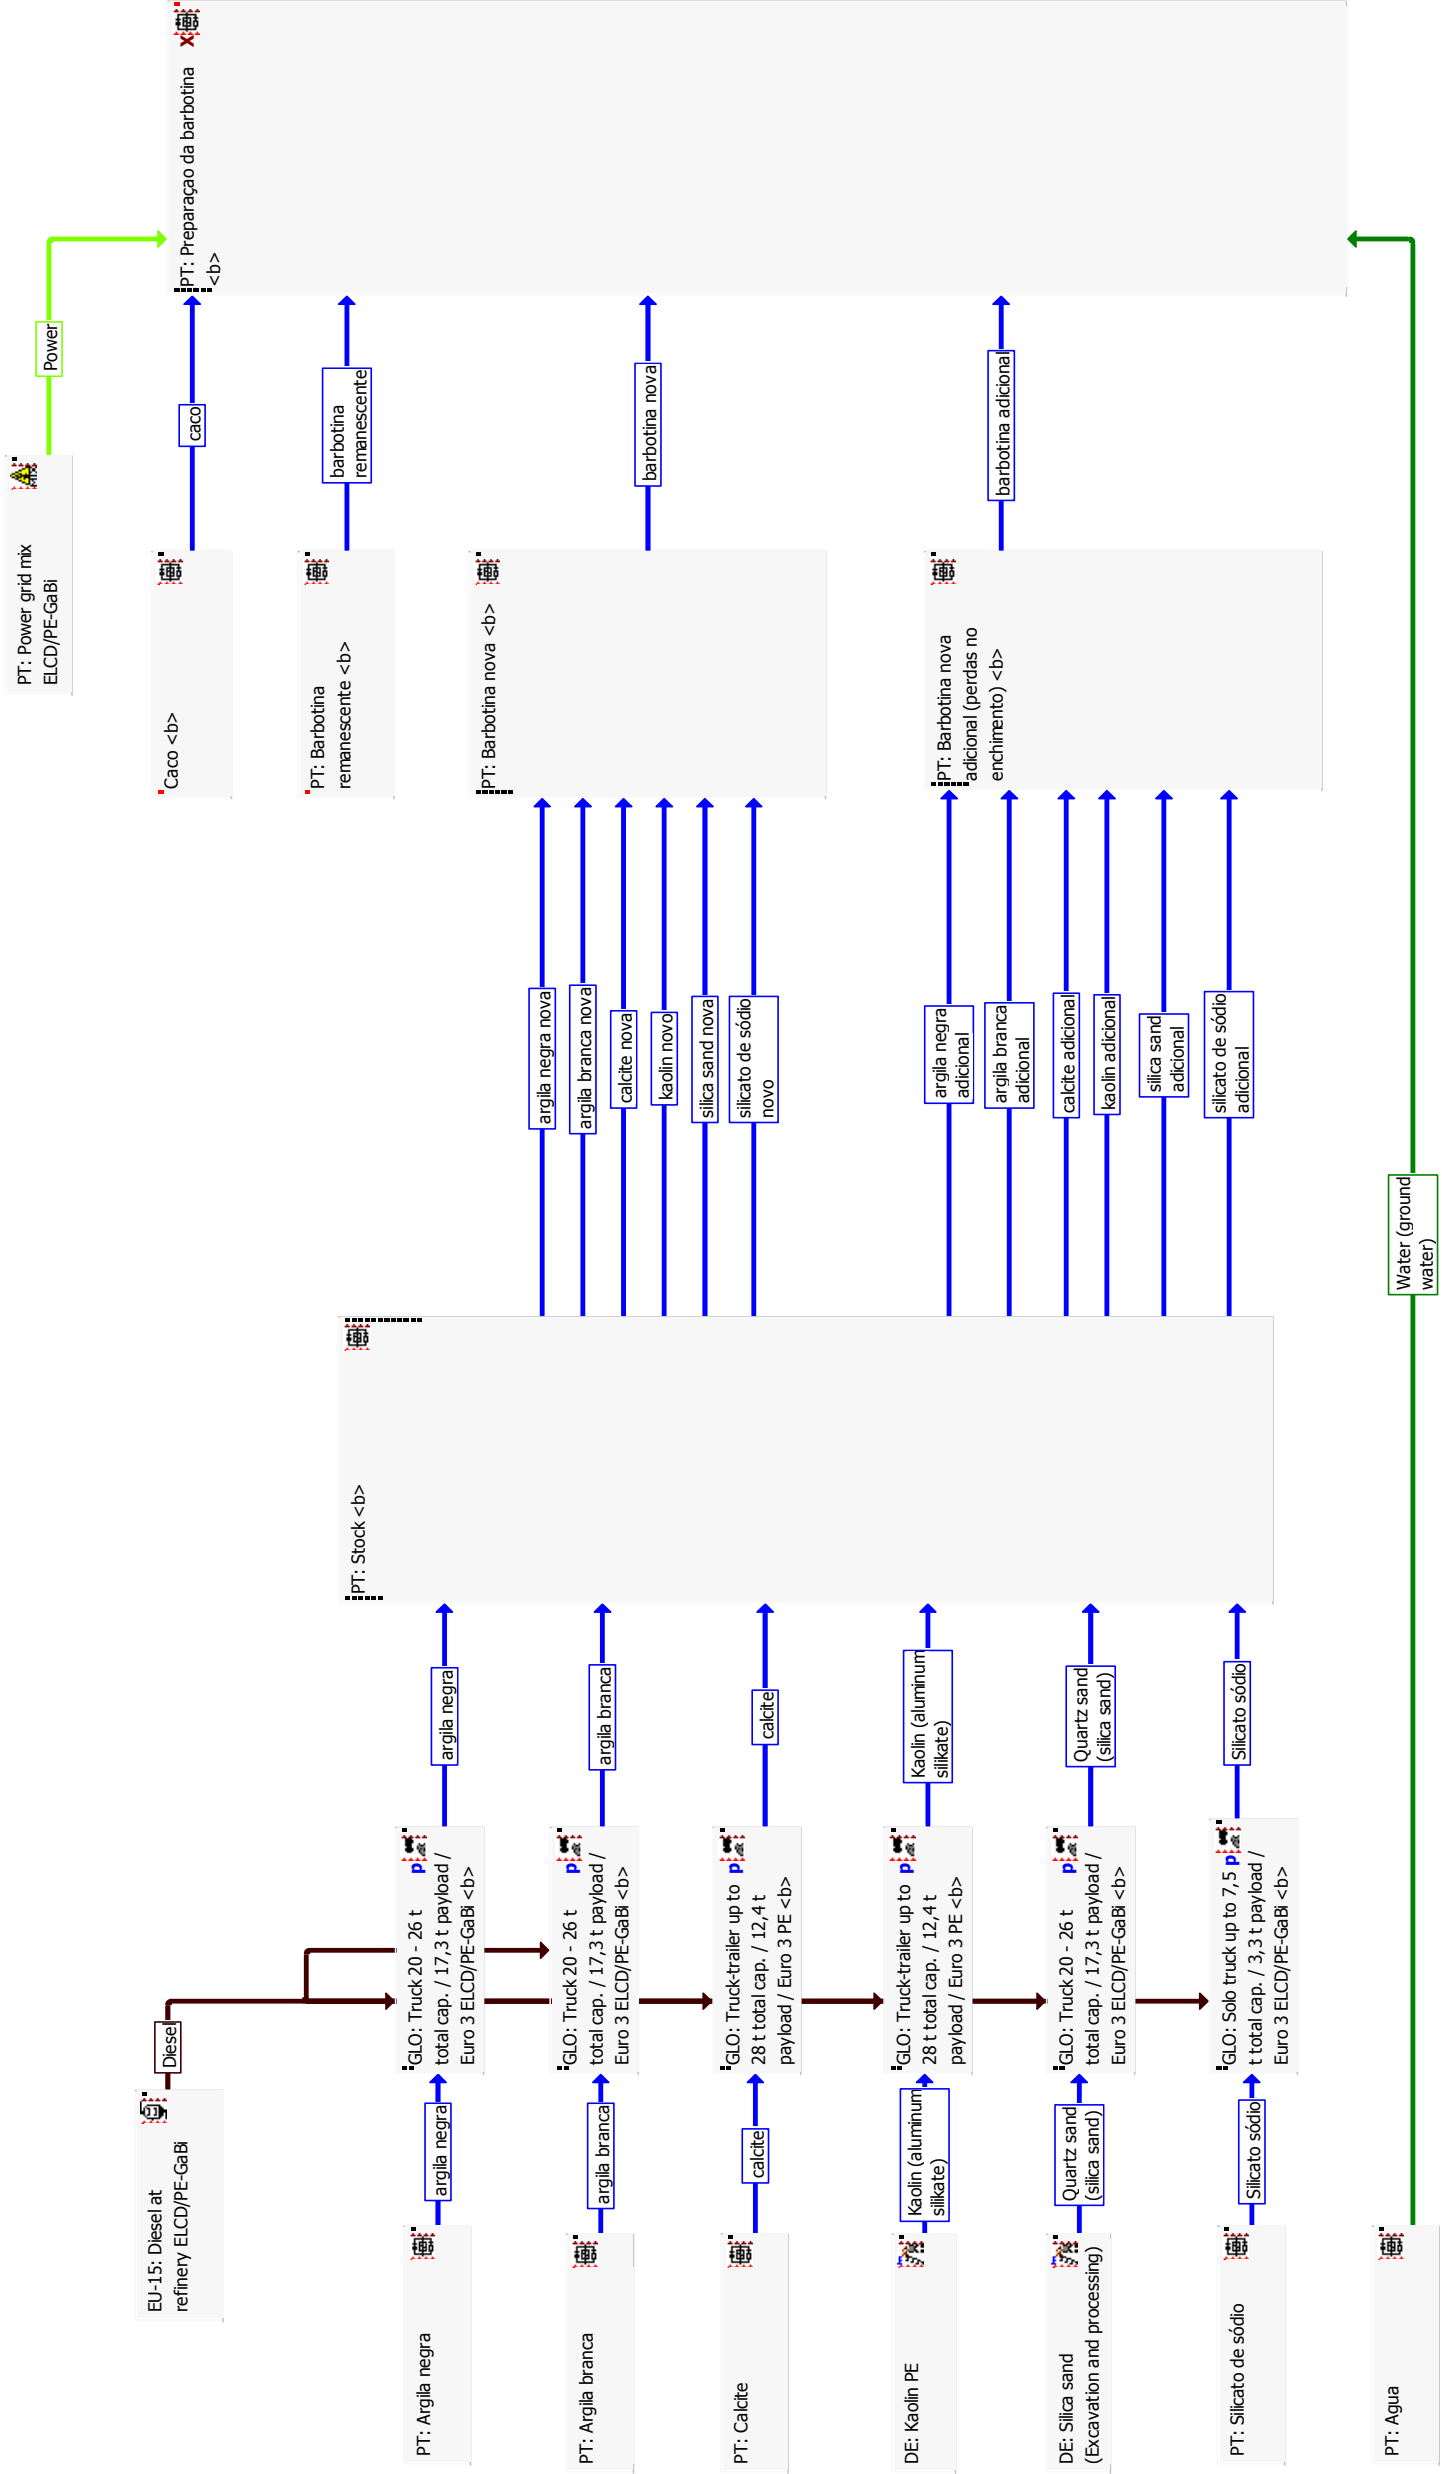 PT: Power grid mix
ELCD/PE-GaBi
Power
PT: Preparaçao da barbotina
<b>
x
Caco <b>
caco
PT: Barbotina
remanescente <b>
barbotina
remanescente
PT: Barbotina nova <b>
barbotina nova
PT: Barbotina nova
adicional (perdas no
enchimento) <b>
barbotina adicional
argila negra nova
argila branca nova
calcite nova
kaolin novo
silica sand nova
silicato de sódio
novo
argila negra
adicional
argila branca
adicional
calcite adicional
kaolin adicional
silica sand
adicional
silicato de sódio
adicional
PT: Stock <b>
argila negra
argila branca
calcite
Kaolin (aluminum
silikate)
Quartz sand
(silica sand)
Silicato sódio
EU-15: Diesel at
refinery ELCD/PE-GaBi
Diesel
GLO: Truck 20 - 26 t
total cap. / 17,3 t payload /
Euro 3 ELCD/PE-GaBi <b>
p
GLO: Truck 20 - 26 t
total cap. / 17,3 t payload /
Euro 3 ELCD/PE-GaBi <b>
p
GLO: Truck-trailer up to
28 t total cap. / 12,4 t
payload / Euro 3 PE <b>
p
GLO: Truck-trailer up to
28 t total cap. / 12,4 t
payload / Euro 3 PE <b>
p
GLO: Truck 20 - 26 t
total cap. / 17,3 t payload /
Euro 3 ELCD/PE-GaBi <b>
p
GLO: Solo truck up to 7,5
t total cap. / 3,3 t payload /
Euro 3 ELCD/PE-GaBi <b>
p
argila negra
argila branca
calcite
Kaolin (aluminum
silikate)
Quartz sand
(silica sand)
Silicato sódio
PT: Argila negra
PT: Argila branca
PT: Calcite
DE: Kaolin PE
DE: Silica sand
(Excavation and processing)
PT: Silicato de sódio
PT: Agua
Water (ground
water)